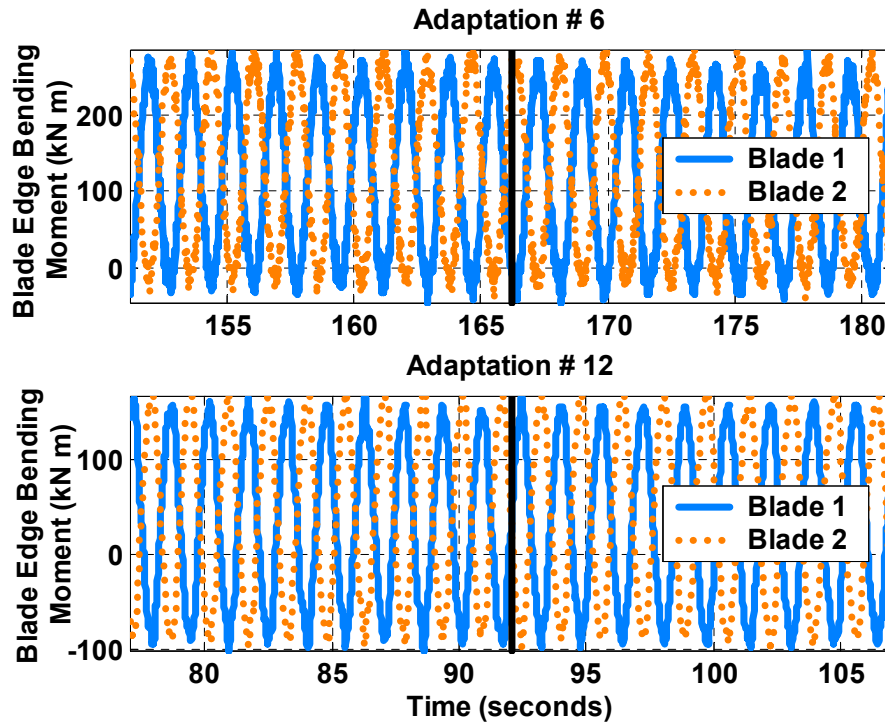 Adaptation # 6
Blade Edge Bending
Moment (kN m)
200
100
0
Blade 1
Blade 2
155 160 165 170 175 180
Adaptation # 12
Blade Edge Bending
Moment (kN m)
100
0
-100
Blade 1
Blade 2
80 85 90 95 100 105
Time (seconds)